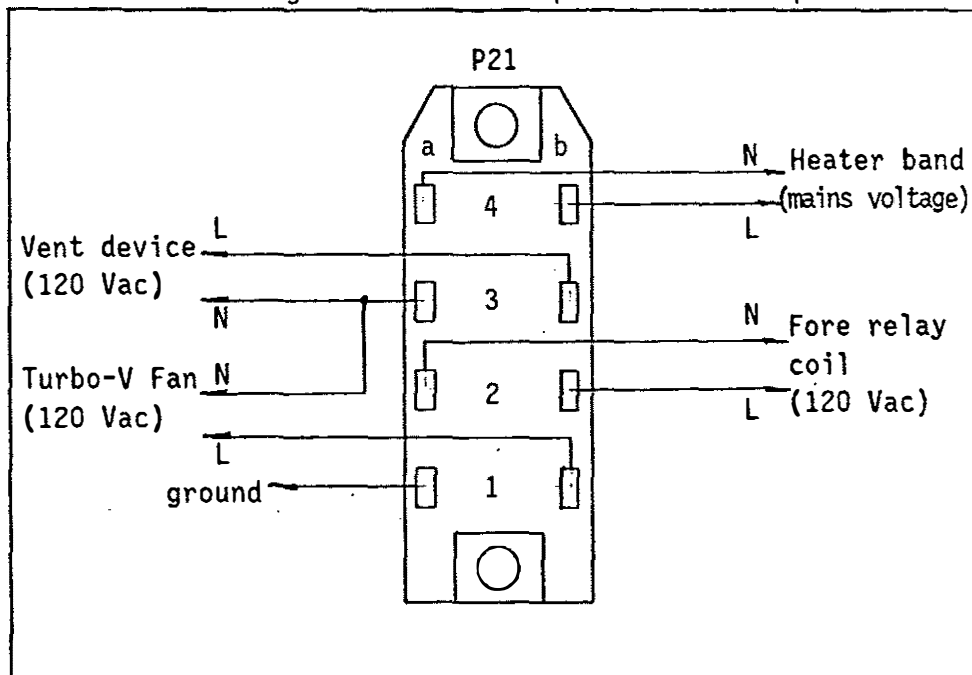 P21
a b
N Heater band
4 (mains voltage)
L
L
Vent device
(120 Vac)
3
N
N Fore relay
coil
Turbo-V Fan N
2
(120 Vac)
L (120 Vac)
L
ground
1